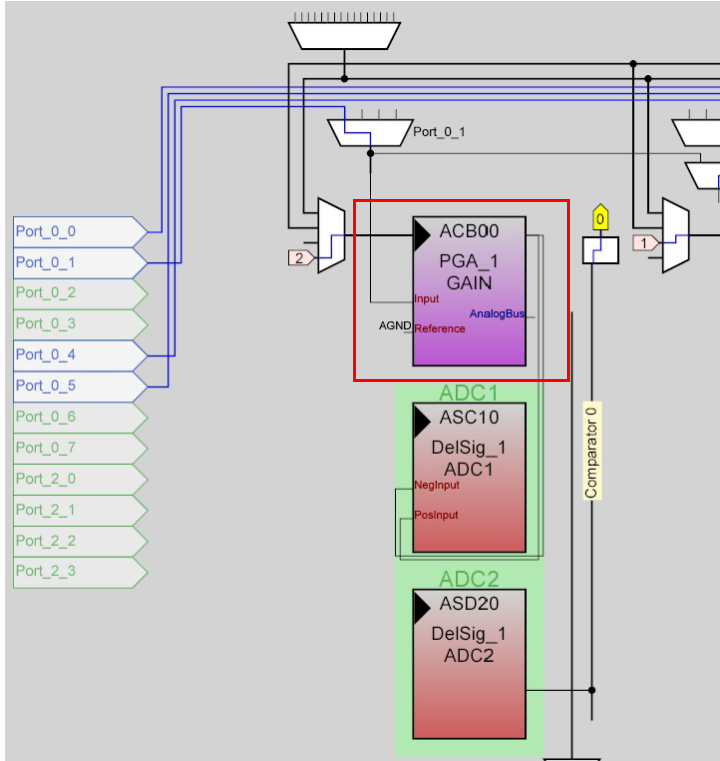 Port_0_1
Port_0_0
Port_0_1
Port_0_2
Port_0_3
Port_0_4
Port_0_5
Port_0_6
Port_0_7
Port_2_0
Port_2_1
Port_2_2
Port_2_3
2
ACB00
PGA_1
GAIN
Input
AnalogBus
AGND
Reference
0
1
ADC1
ASC10
DelSig_1
ADC1
NegInput
PosInput
Comparator 0
ADC2
ASD20
DelSig_1
ADC2